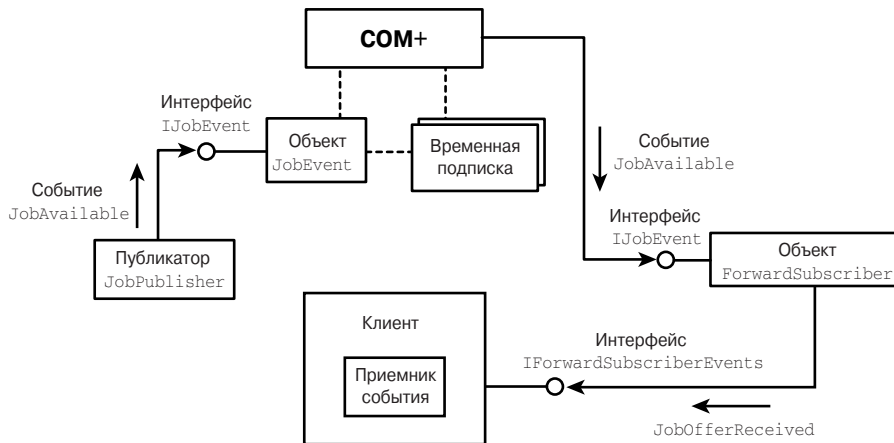 COM+
Интерфейс
IJobEvent
Объект
JobEvent
Временная
подписка
Событие
JobAvailable
Событие
JobAvailable
Публикатор
JobPublisher
Интерфейс
IJobEvent
Объект
ForwardSubscriber
Клиент
Приемник
события
Интерфейс
IForwardSubscriberEvents
JobOfferReceived